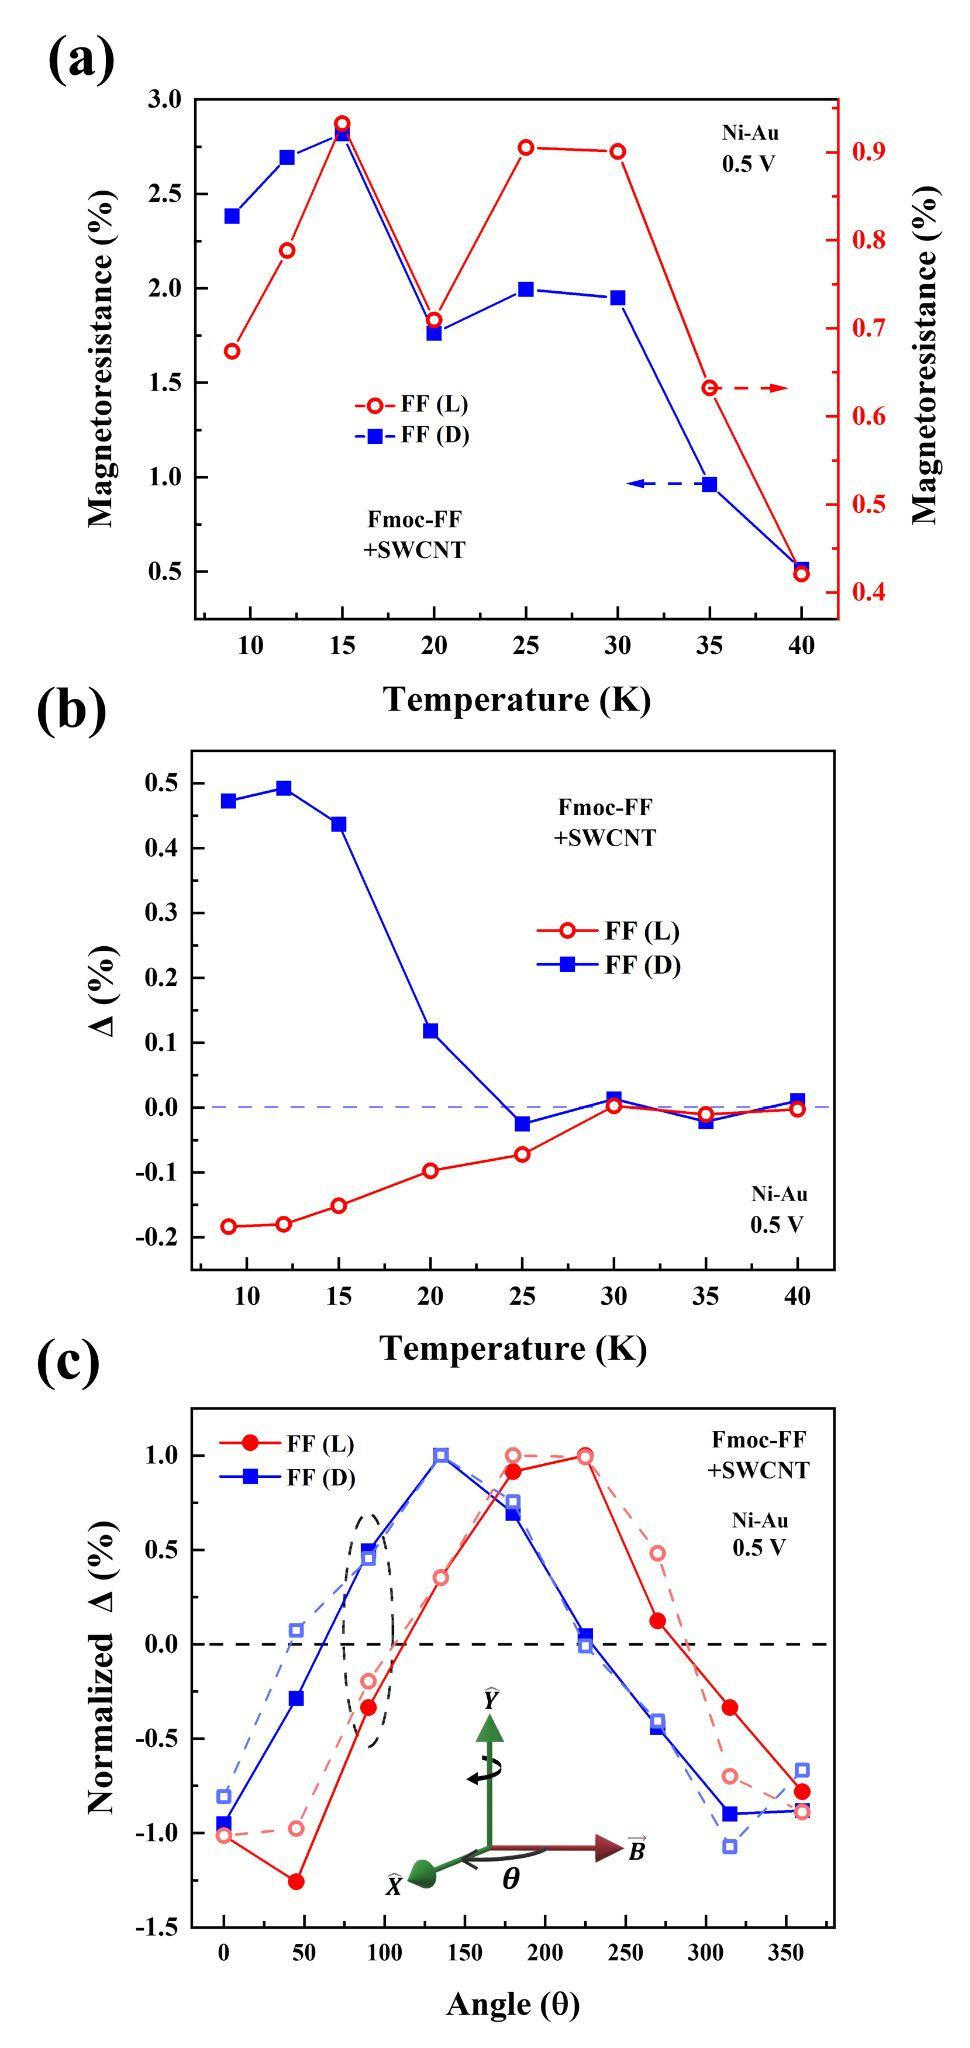 (a)
3.0
2.5
2.0
1.5
1.0
0.5
Magnetoresistance (%)
Ni-Au
0.5 V
0.9
0.8
0.7
0.6
0.5
0.4
Magnetoresistance (%)
FF (L)
FF (D)
Fmoc-FF
+SWCNT
10 15 20 25 30 35 40
Temperature (K)
(b)
0.5
0.4
0.3
0.2
0.1
0.0
-0.1
-0.2
Δ (%)
Fmoc-FF
+SWCNT
FF (L)
FF (D)
Ni-Au
0.5 V
10 15 20 25 30 35 40
Temperature (K)
(c)
1.0
0.5
0.0
-0.5
-1.0
-1.5
Normalized Δ (%)
FF (L)
FF (D)
Fmoc-FF
+SWCNT
Ni-Au
0.5 V
Ŷ
B⃗
X̂
θ
0 50 100 150 200 250 300 350
Angle (θ)